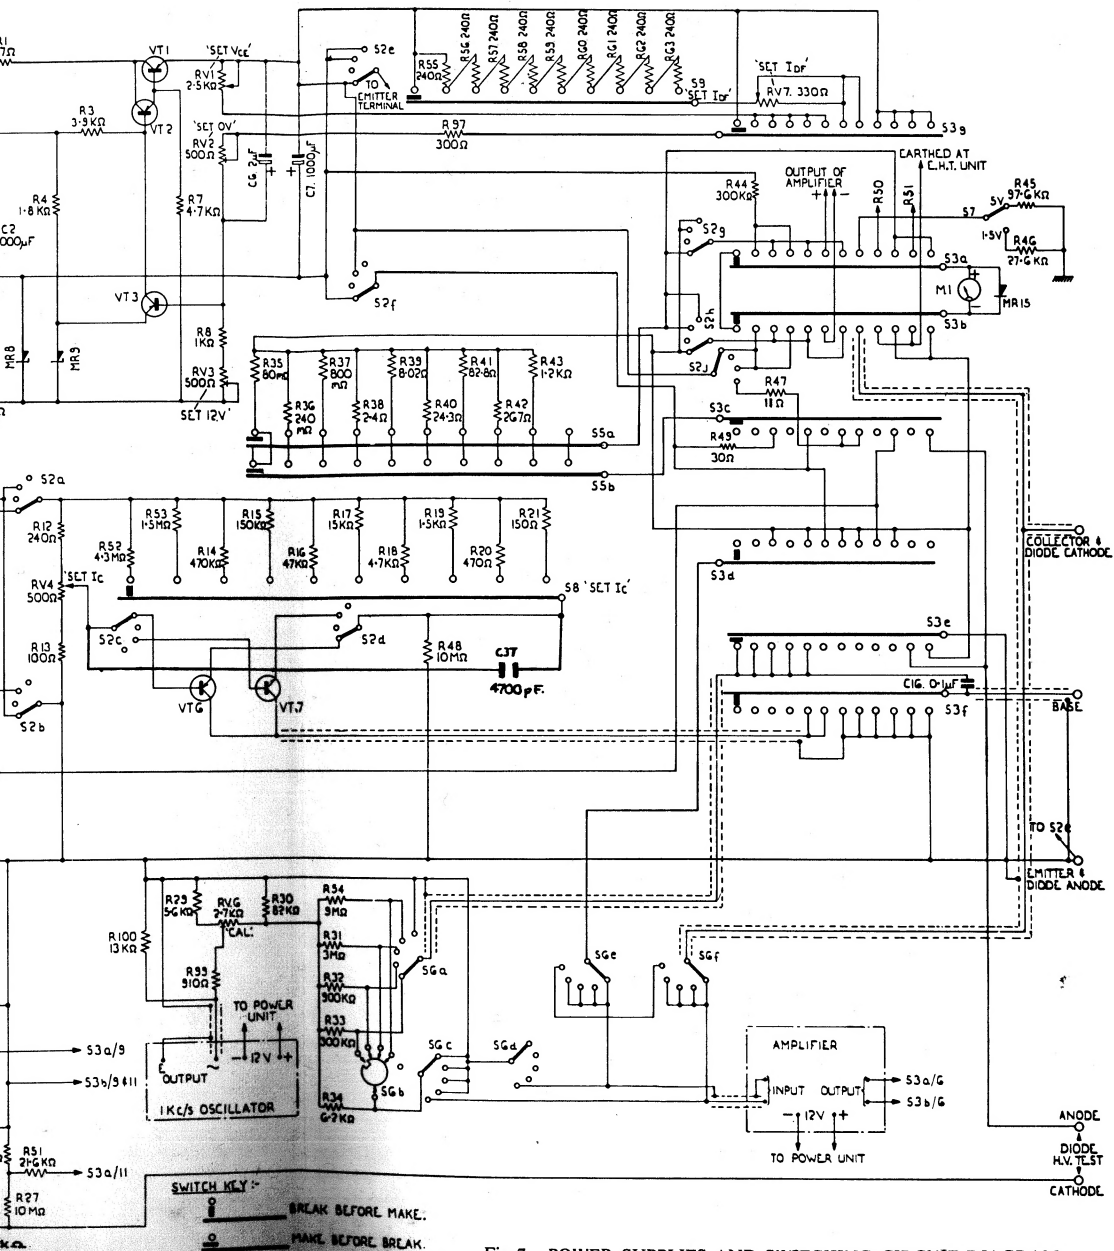 VT1
'SET VCE'
RV1
2.5KΩ
S2e
TO
EMITTER
TERMINAL
R55
240Ω
R56 240Ω
R57 240Ω
R58 240Ω
R59 240Ω
R60 240Ω
R61 240Ω
R62 240Ω
R63 240Ω
S9
'SET IDF'
'SET IDF'
RV7. 330Ω
S3g
R3
3.9KΩ
VT2
'SET OV'
RV2
500Ω
C6 2μF
+
C7. 1000μF
+
R97
300Ω
R4
1.8KΩ
R7
4.7KΩ
C2
000μF
R44
300KΩ
OUTPUT OF
AMPLIFIER
+ -
R50
R51
EARTHED AT
E.H.T. UNIT
S7
5V
1.5V
R45
97.6KΩ
R46
27.6KΩ
S2g
S3a
M1
+
-
MR15
S3b
S2f
S2h
S2J
VT3
MR8
MR9
R8
1KΩ
RV3
500Ω
'SET 12V'
R35
80mΩ
R36
240
mΩ
R37
800
mΩ
R38
2.4Ω
R39
8.02Ω
R40
24.3Ω
R41
82.8Ω
R42
267Ω
R43
1.2KΩ
S5a
S5b
R47
11Ω
S3c
R49
30Ω
S2a
R12
240Ω
RV4
500Ω
'SET IC
R13
100Ω
S2b
R52
4.3MΩ
R53
1.5MΩ
R14
470KΩ
R15
150KΩ
R16
47KΩ
R17
15KΩ
R18
4.7KΩ
R19
1.5KΩ
R20
470Ω
R21
150Ω
S8 'SET IC'
S2c
S2d
R48
10MΩ
C37
4700pF.
VT6
VT7
S3d
S3e
C16. 0.1μF
S3f
COLLECTOR &
DIODE CATHODE
BASE
TO S2e
EMITTER &
DIODE ANODE
R29
5.6KΩ
RV6
2.7KΩ
'CAL'
R30
82KΩ
R100
13KΩ
R99
910Ω
R54
9MΩ
R31
3MΩ
R32
900KΩ
R33
300KΩ
R34
6.2KΩ
S6a
S6b
S6c
S6d
S6e
S6f
TO POWER
UNIT
E
OUTPUT
~
- 12V +
1Kc/s OSCILLATOR
S3a/9
S3b/9&11
S3a/11
R51
21.6KΩ
R27
10MΩ
AMPLIFIER
INPUT
OUTPUT
- 12V +
TO POWER UNIT
S3a/6
S3b/6
ANODE
DIODE
H.V. TEST
CATHODE
SWITCH KEY :-
BREAK BEFORE MAKE.
MAKE BEFORE BREAK.